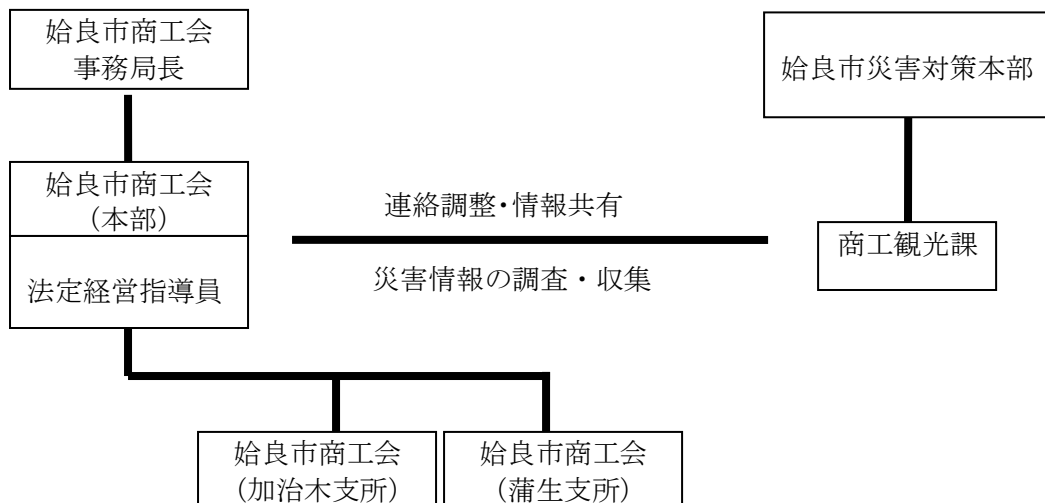 姶良市商工会
事務局長
姶良市災害対策本部
姶良市商工会
(本部)
連絡調整・情報共有
商工観光課
法定経営指導員
災害情報の調査・収集
姶良市商工会
(加治木支所)
姶良市商工会
(蒲生支所)